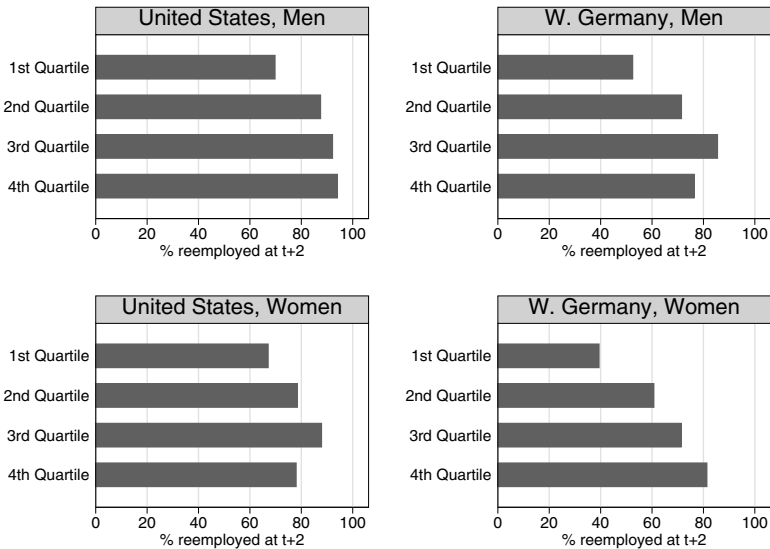 United States, Men
1st Quartile
2nd Quartile
3rd Quartile
4th Quartile
0 20 40 60 80 100
% reemployed at t+2
W. Germany, Men
1st Quartile
2nd Quartile
3rd Quartile
4th Quartile
0 20 40 60 80 100
% reemployed at t+2
United States, Women
1st Quartile
2nd Quartile
3rd Quartile
4th Quartile
0 20 40 60 80 100
% reemployed at t+2
W. Germany, Women
1st Quartile
2nd Quartile
3rd Quartile
4th Quartile
0 20 40 60 80 100
% reemployed at t+2